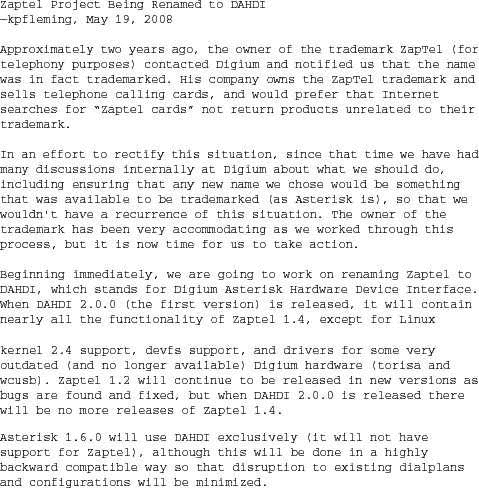 Zaptel Project Being Renamed to DAHDI
—kpfleming, May 19, 2008
Approximately two years ago, the owner of the trademark ZapTel (for
telephony purposes) contacted Digium and notified us that the name
was in fact trademarked. His company owns the ZapTel trademark and
sells telephone calling cards, and would prefer that Internet
searches for “Zaptel cards” not return products unrelated to their
trademark.
In an effort to rectify this situation, since that time we have had
many discussions internally at Digium about what we should do,
including ensuring that any new name we chose would be something
that was available to be trademarked (as Asterisk is), so that we
wouldn't have a recurrence of this situation. The owner of the
trademark has been very accommodating as we worked through this
process, but it is now time for us to take action.
Beginning immediately, we are going to work on renaming Zaptel to
DAHDI, which stands for Digium Asterisk Hardware Device Interface.
When DAHDI 2.0.0 (the first version) is released, it will contain
nearly all the functionality of Zaptel 1.4, except for Linux
kernel 2.4 support, devfs support, and drivers for some very
outdated (and no longer available) Digium hardware (torisa and
wcusb). Zaptel 1.2 will continue to be released in new versions as
bugs are found and fixed, but when DAHDI 2.0.0 is released there
will be no more releases of Zaptel 1.4.
Asterisk 1.6.0 will use DAHDI exclusively (it will not have
support for Zaptel), although this will be done in a highly
backward compatible way so that disruption to existing dialplans
and configurations will be minimized.